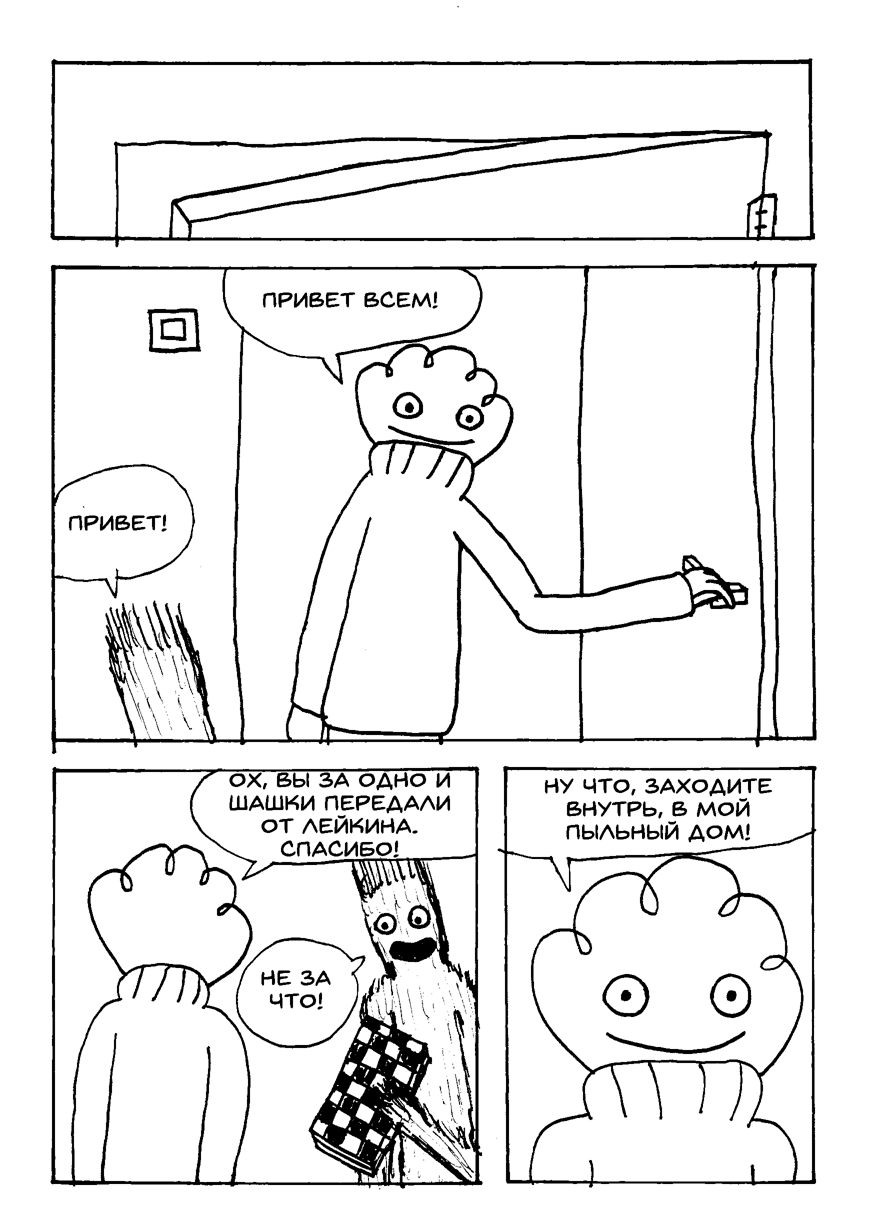 ПРИВЕТ ВСЕМ!
ПРИВЕТ!
ОХ, ВЫ ЗА ОДНО И
ШАШКИ ПЕРЕДАЛИ
ОТ ЛЕЙКИНА.
СПАСИБО!
НЕ ЗА
ЧТО!
НУ ЧТО, ЗАХОДИТЕ
ВНУТРЬ, В МОЙ
ПЫЛЬНЫЙ ДОМ!